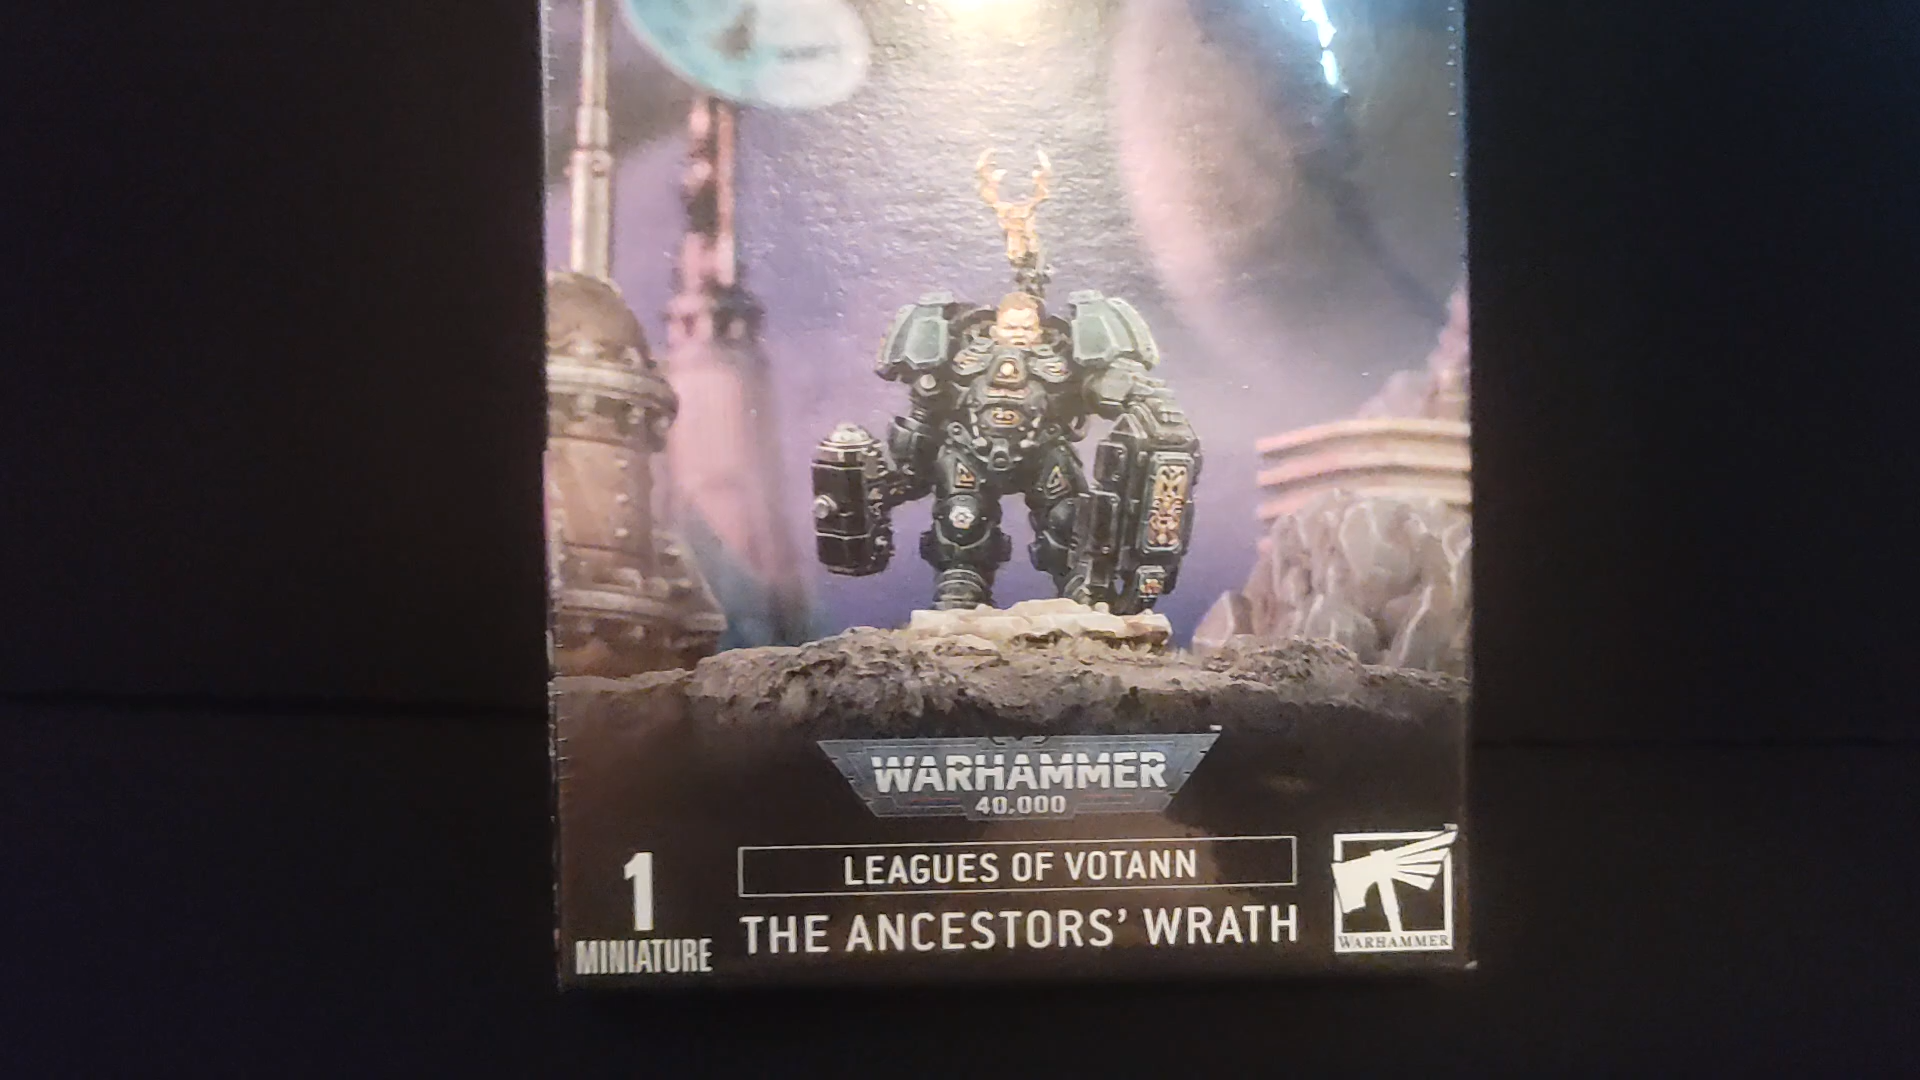 WARHAMMER
40,000
LEAGUES OF VOTANN
THE ANCESTORS' WRATH
1
MINIATURE
WARHAMMER